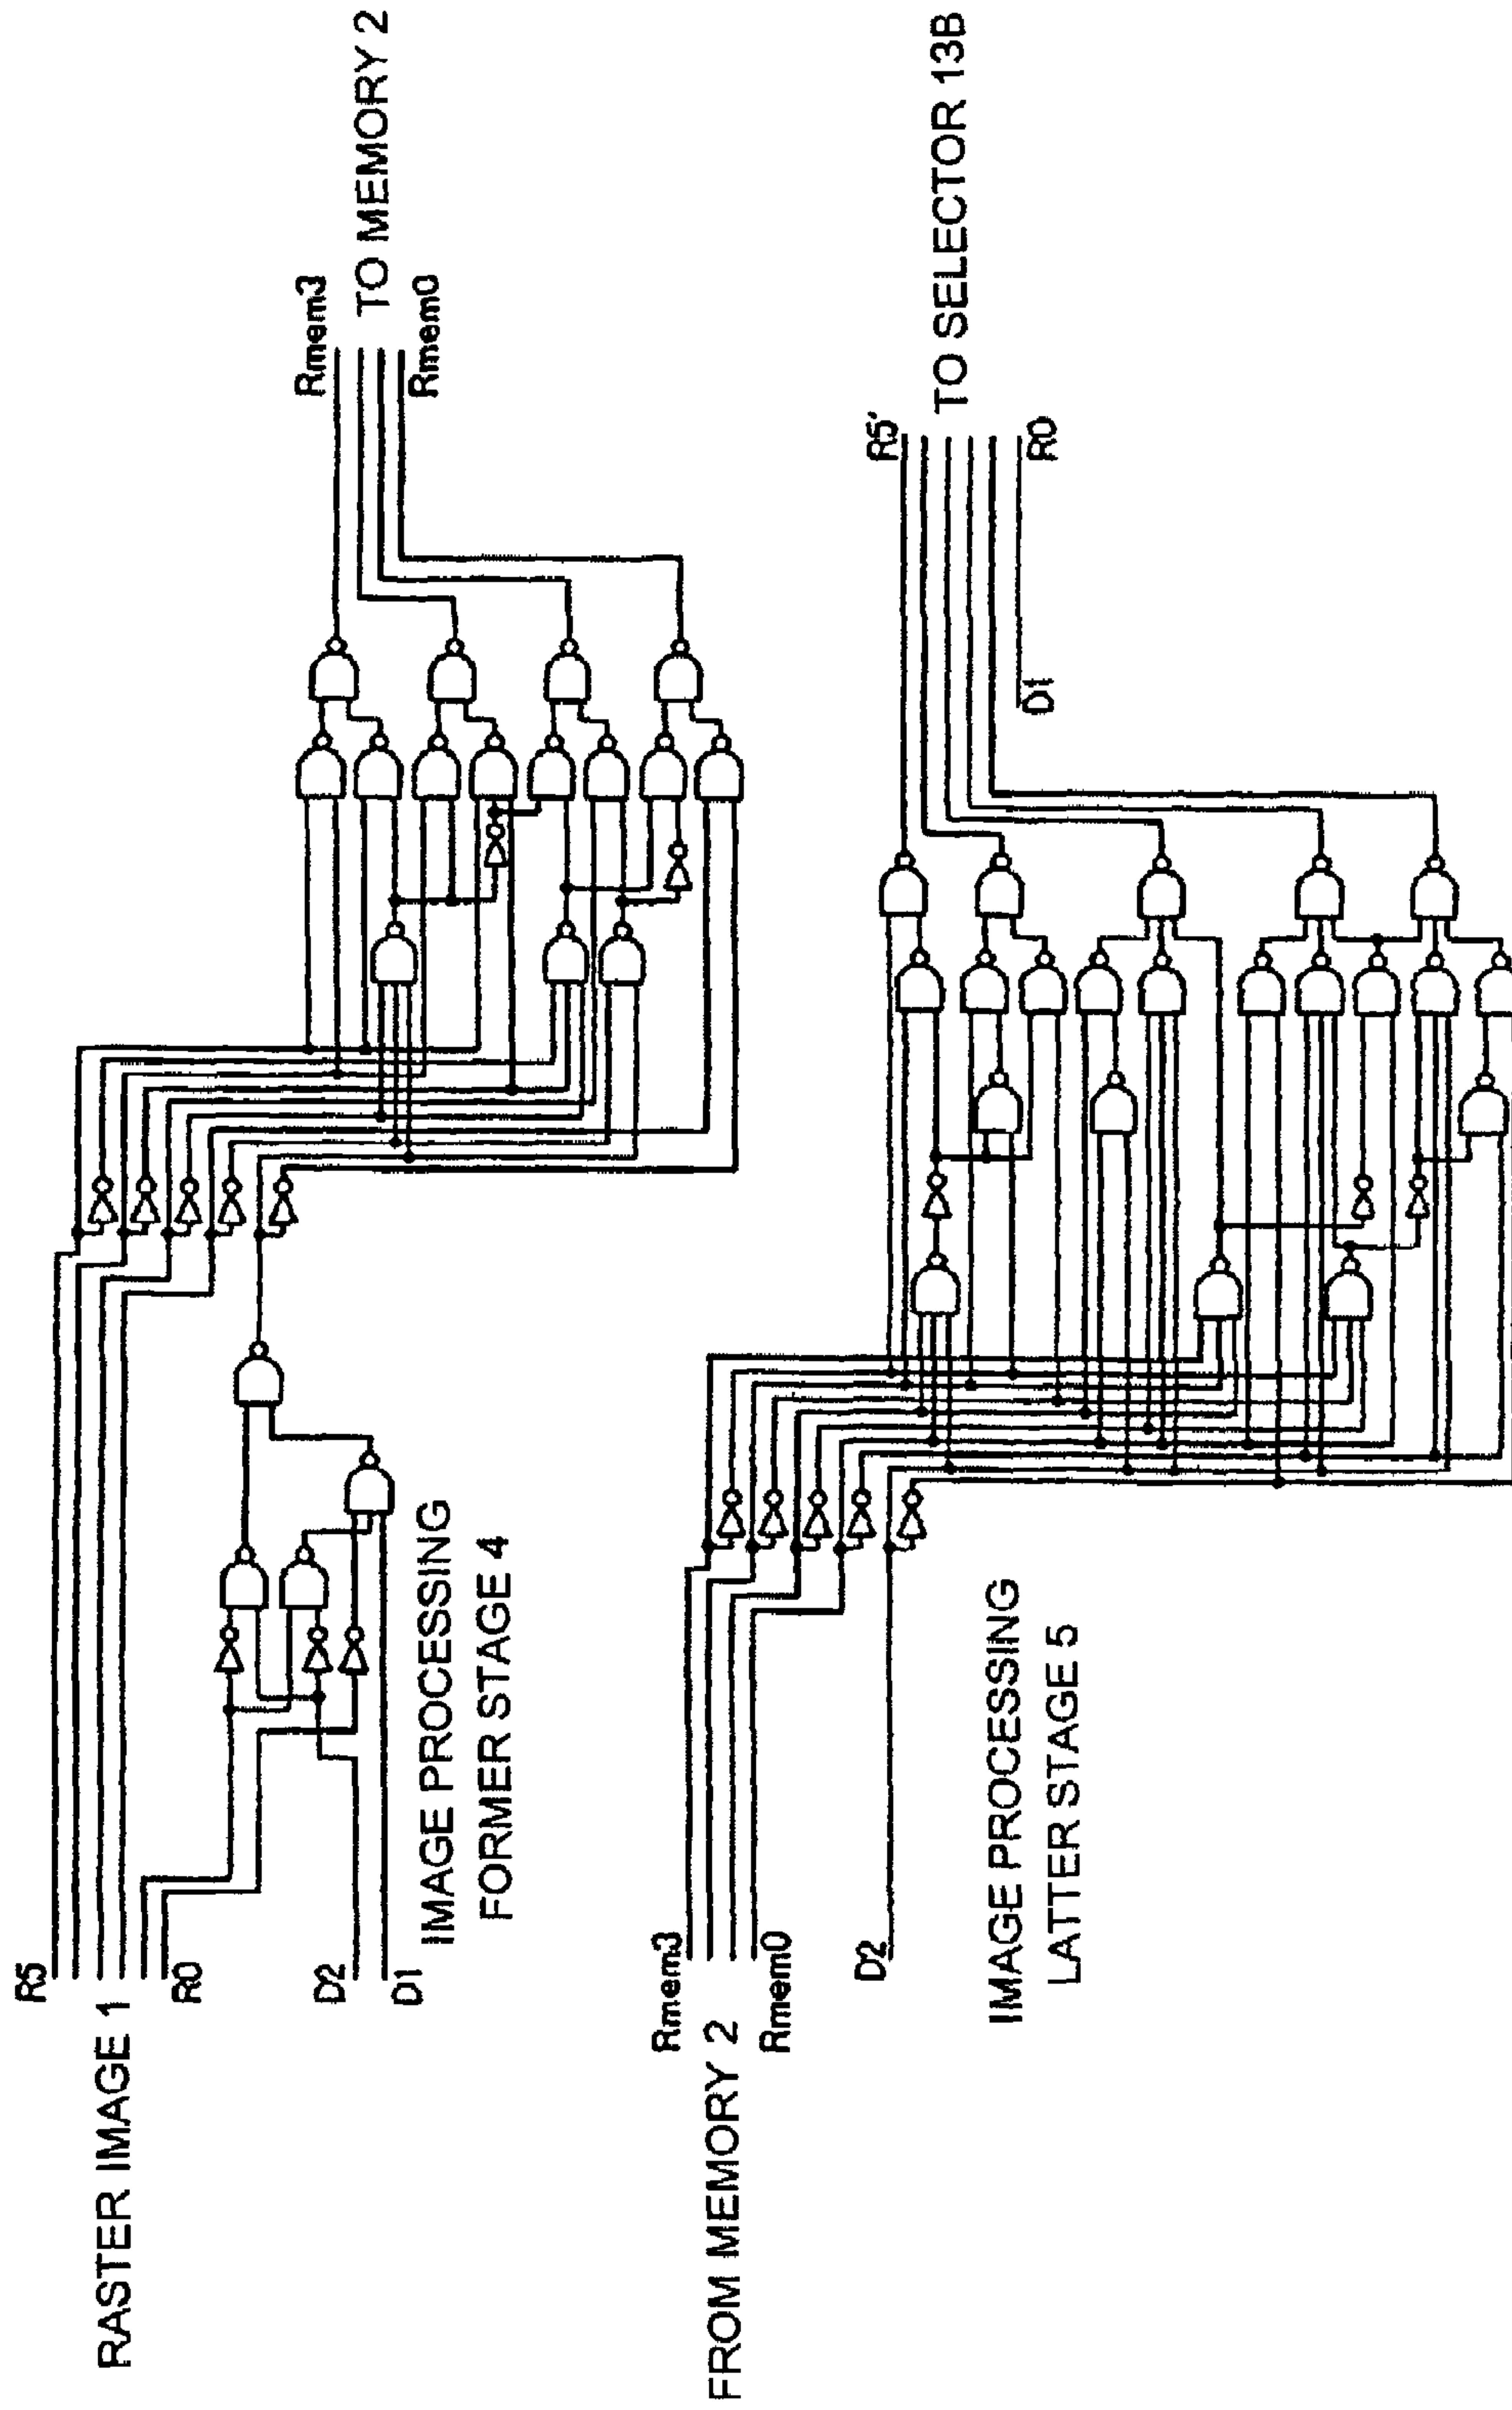 RASTER IMAGE 1
R5
R0
D2
D1
IMAGE PROCESSING
FORMER STAGE 4
Rmem3
TO MEMORY 2
Rmem0
FROM MEMORY 2
Rmem3
Rmem0
D2
IMAGE PROCESSING
LATTER STAGE 5
R5'
TO SELECTOR 13B
R0
D1